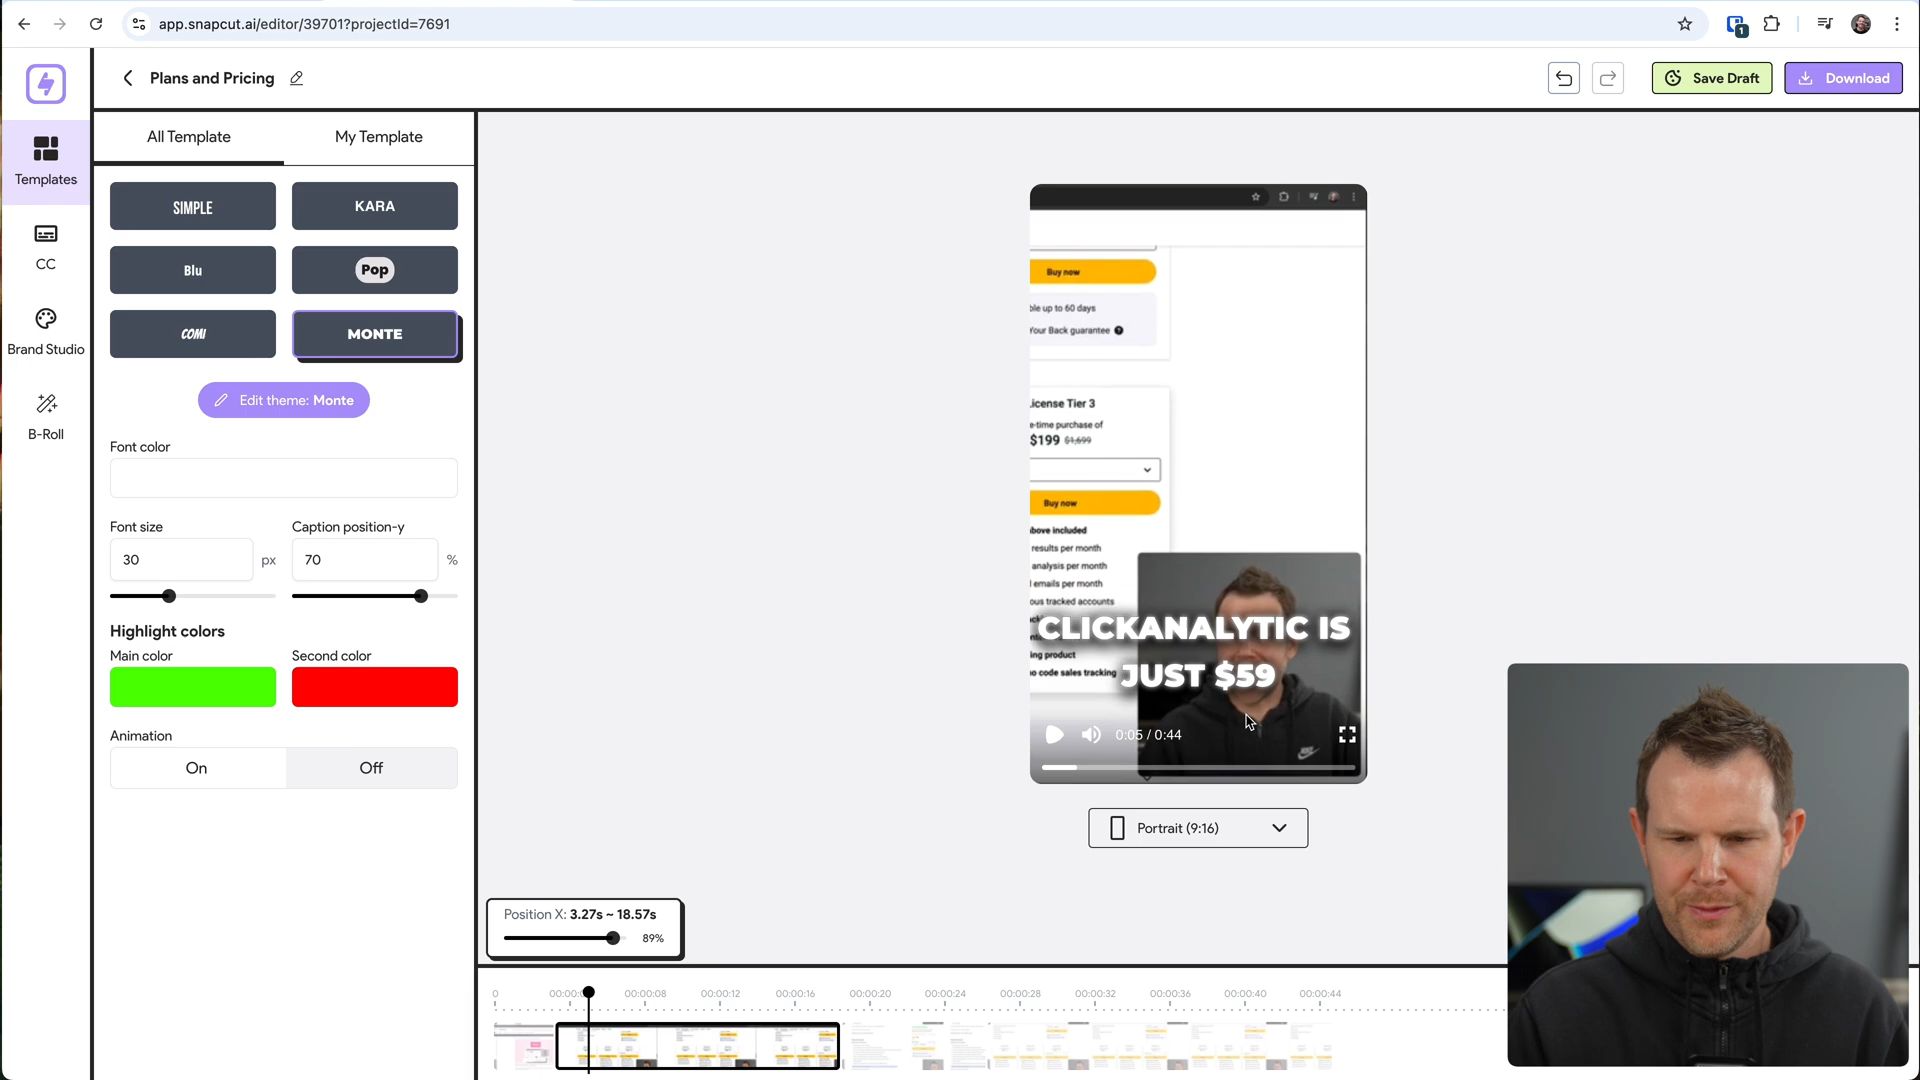 app.snapcut.ai/editor/39701?projectId=7691
1
Plans and Pricing
Save Draft
Download
Templates
CC
Brand Studio
B-Roll
All Template
My Template
SIMPLE
KARA
Blu
Pop
COMI
MONTE
Edit theme: Monte
Font color
Font size
Caption position-y
30
px
70
%
Highlight colors
Main color
Second color
Animation
On
Off
Buy now
ble up to 60 days
Your Back guarantee
License Tier 3
e-time purchase of
$199 $1,699
Buy now
above included
results per month
analysis per month
emails per month
ous tracked accounts
CLICKANALYTIC IS
ing product
o code sales tracking
JUST $59
0:05 / 0:44
Portrait (9:16)
Position X: 3.27s ~ 18.57s
89%
0
00:00:08
00:00:12
00:00:16
00:00:20
00:00:24
00:00:28
00:00:32
00:00:36
00:00:40
00:00:44